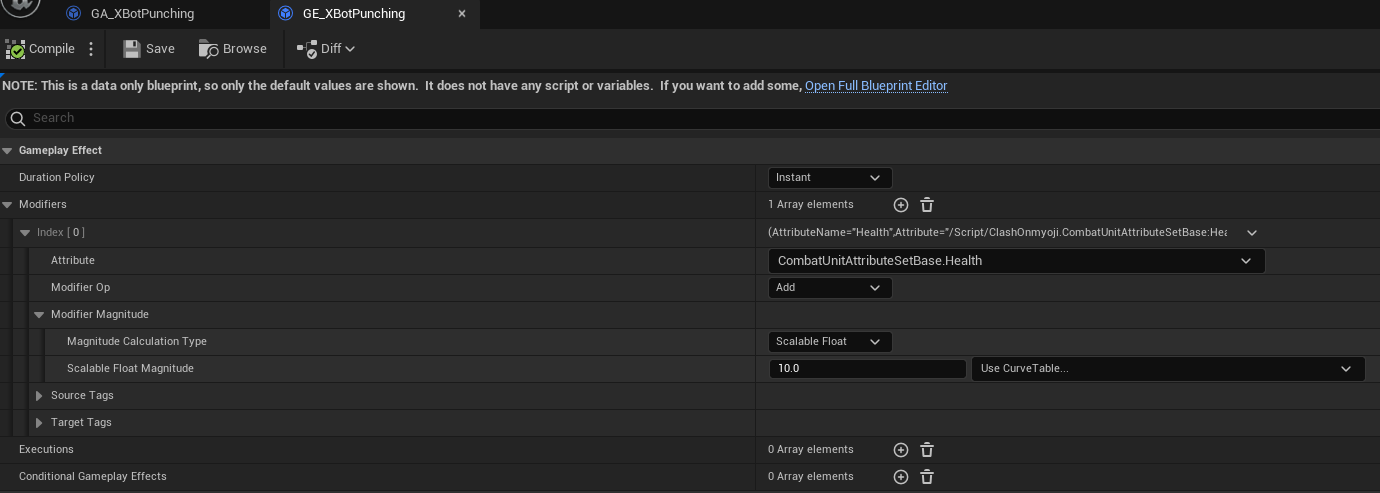 GA_XBotPunching GE_XBotPunching
Compile Save Browse Diff
NOTE: This is a data only blueprint, so only the default values are shown.  It does not have any script or variables.  If you want to add some, Open Full Blueprint Editor
Search
Gameplay Effect
Duration Policy Instant
Modifiers 1 Array elements
Index [ 0 ] (AttributeName="Health",Attribute="/Script/ClashOnmyoji.CombatUnitAttributeSetBase:Hea
Attribute CombatUnitAttributeSetBase.Health
Modifier Op Add
Modifier Magnitude
Magnitude Calculation Type Scalable Float
Scalable Float Magnitude 10.0 Use CurveTable...
Source Tags
Target Tags
Executions 0 Array elements
Conditional Gameplay Effects 0 Array elements